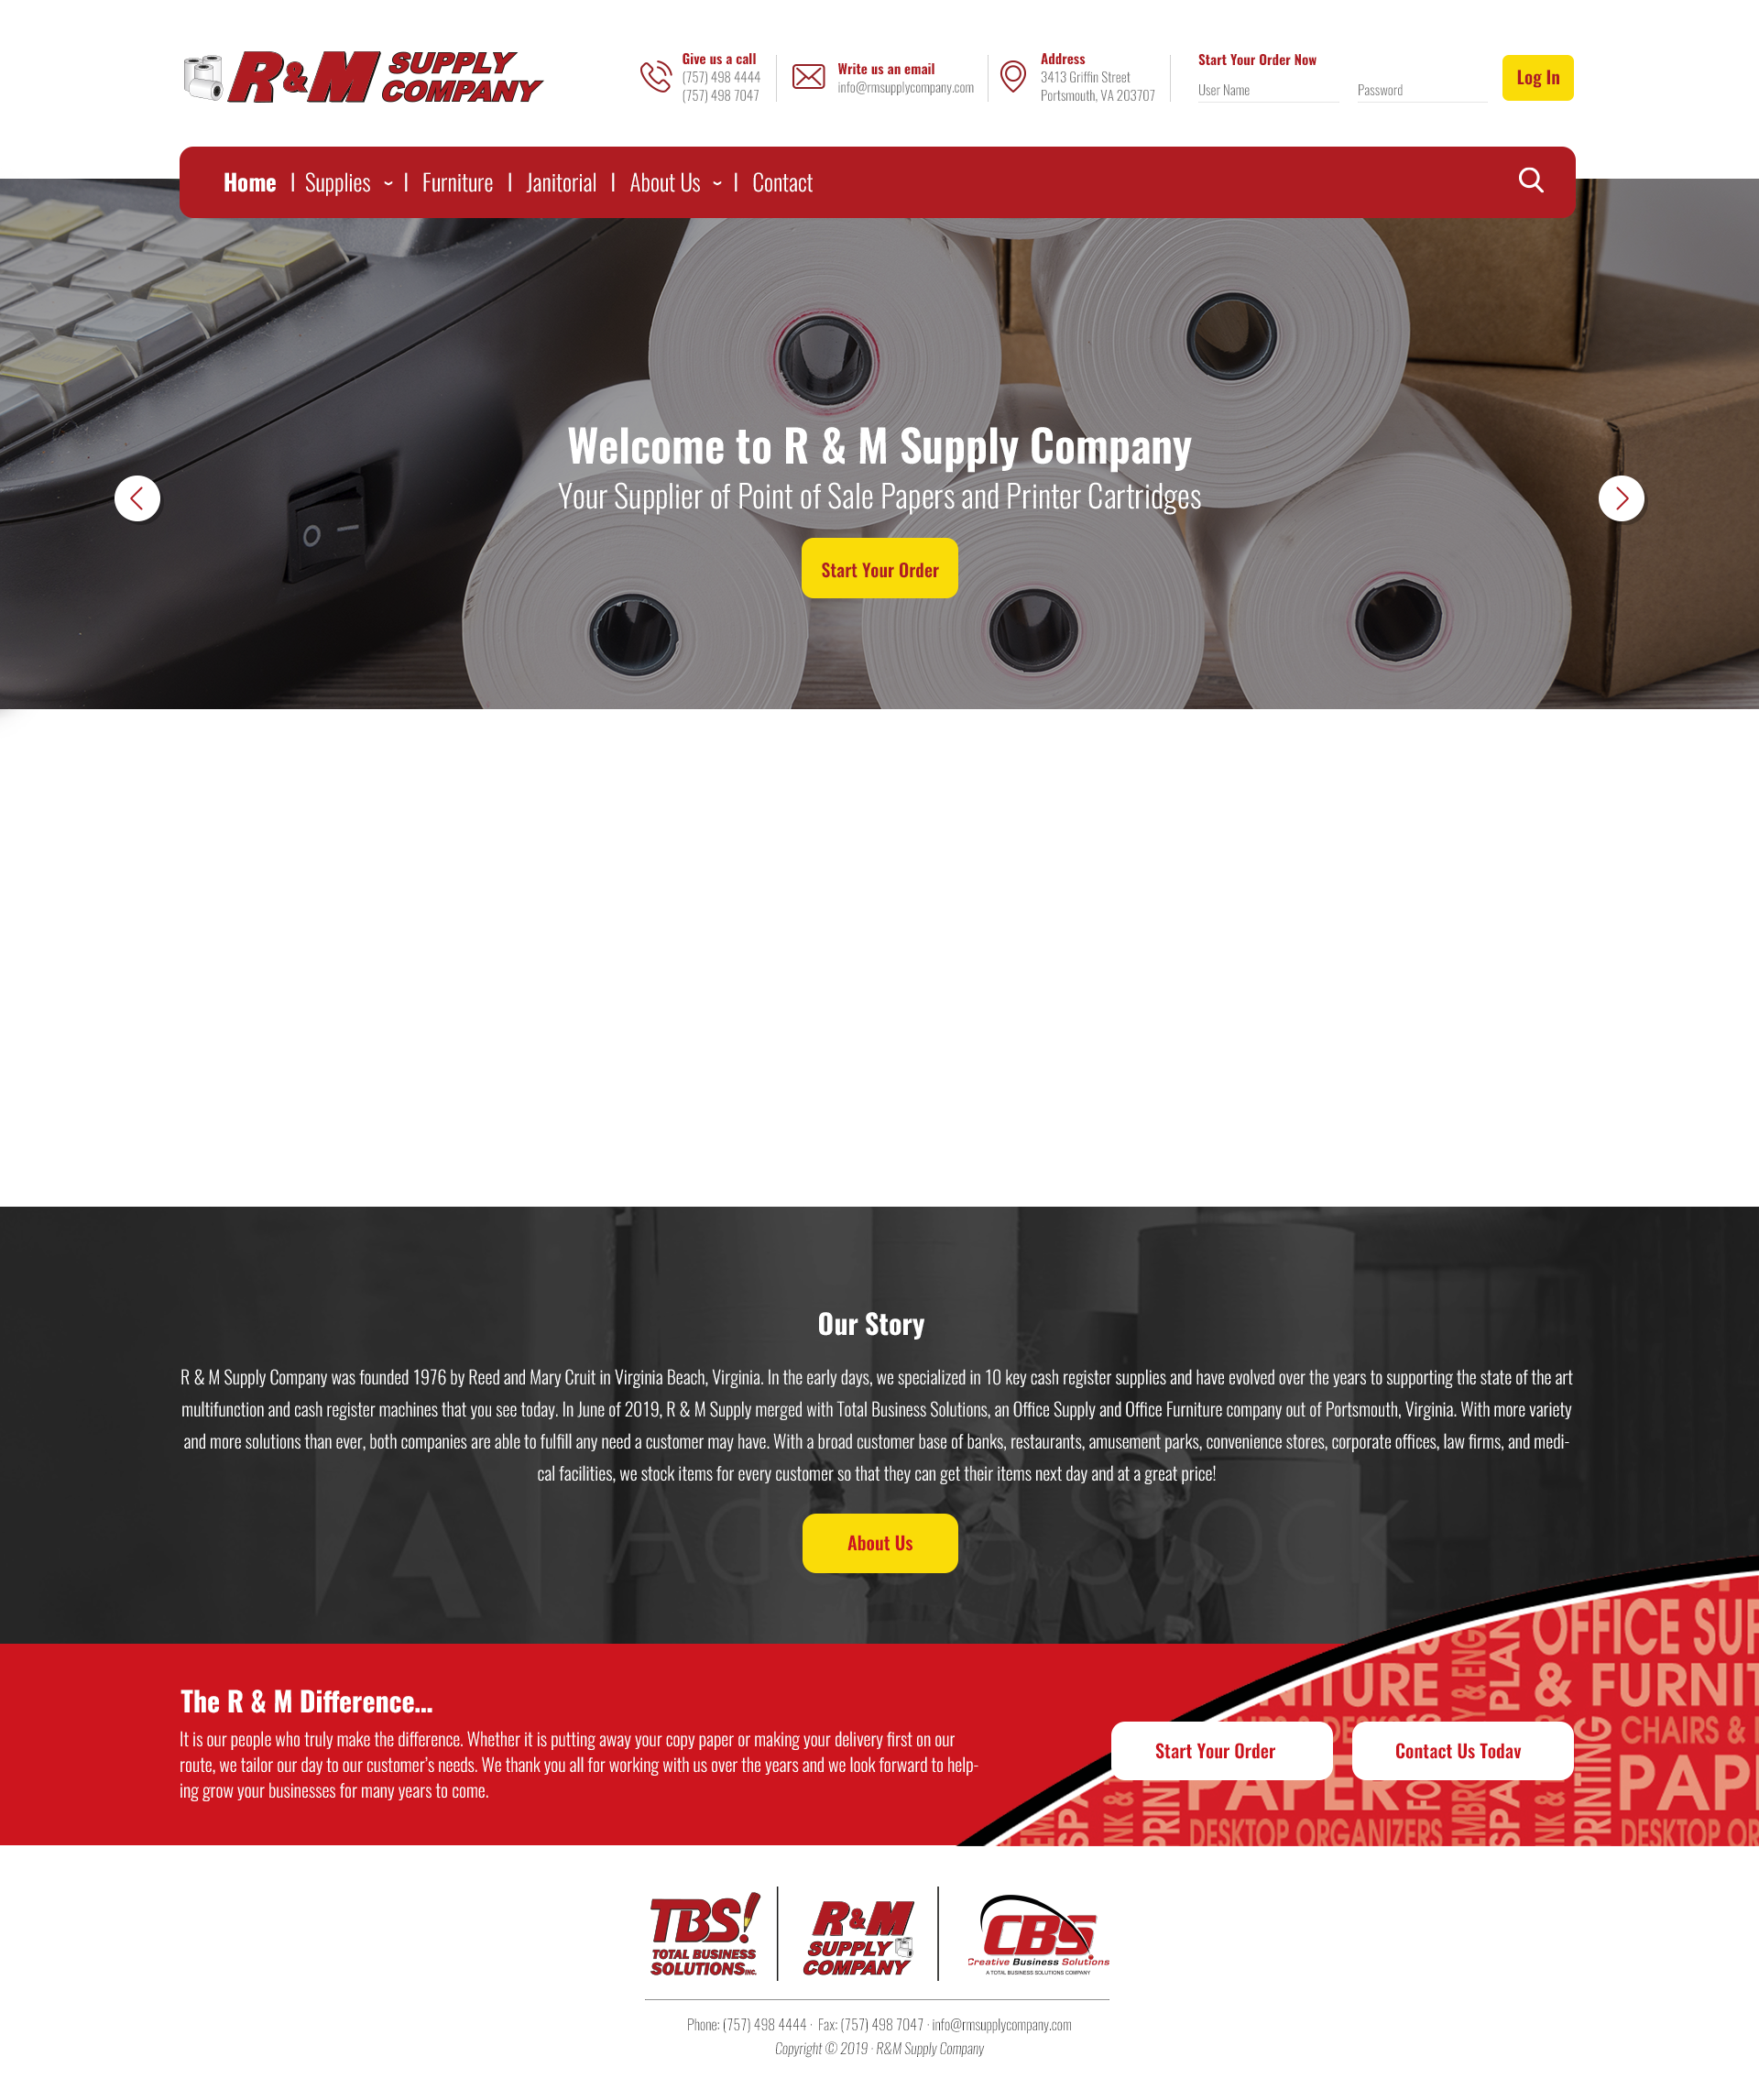 R&M SUPPLY COMPANY
Give us a call
(757) 498 4444
(757) 498 7047
Write us an email
info@rmsupplycompany.com
Address
3413 Griffin Street
Portsmouth, VA 203707
Start Your Order Now
User Name
Password
Log In
Home | Supplies | Furniture | Janitorial | About Us | Contact
Welcome to R & M Supply Company
Your Supplier of Point of Sale Papers and Printer Cartridges
Start Your Order
Our Story
R & M Supply Company was founded 1976 by Reed and Mary Cruit in Virginia Beach, Virginia. In the early days, we specialized in 10 key cash register supplies and have evolved over the years to supporting the state of the art
multifunction and cash register machines that you see today. In June of 2019, R & M Supply merged with Total Business Solutions, an Office Supply and Office Furniture company out of Portsmouth, Virginia. With more variety
and more solutions than ever, both companies are able to fulfill any need a customer may have. With a broad customer base of banks, restaurants, amusement parks, convenience stores, corporate offices, law firms, and medi-
cal facilities, we stock items for every customer so that they can get their items next day and at a great price!
Adobe Stock
About Us
The R & M Difference...
It is our people who truly make the difference. Whether it is putting away your copy paper or making your delivery first on our
route, we tailor our day to our customer's needs. We thank you all for working with us over the years and we look forward to help-
ing grow your businesses for many years to come.
OFFICE SUP
& FURNIT
NITURE
CHAIRS &
Start Your Order
Contact Us Today
PAPER
PAPE
PRINTING
DESKTOP ORGANIZERS
DESKTOP OR
TBS!
TOTAL BUSINESS
SOLUTIONS INC.
R&M
SUPPLY
COMPANY
CBS
Creative Business Solutions
A TOTAL BUSINESS SOLUTIONS COMPANY
Phone: (757) 498 4444 · Fax: (757) 498 7047 · info@rmsupplycompany.com
Copyright © 2019 · R&M Supply Company